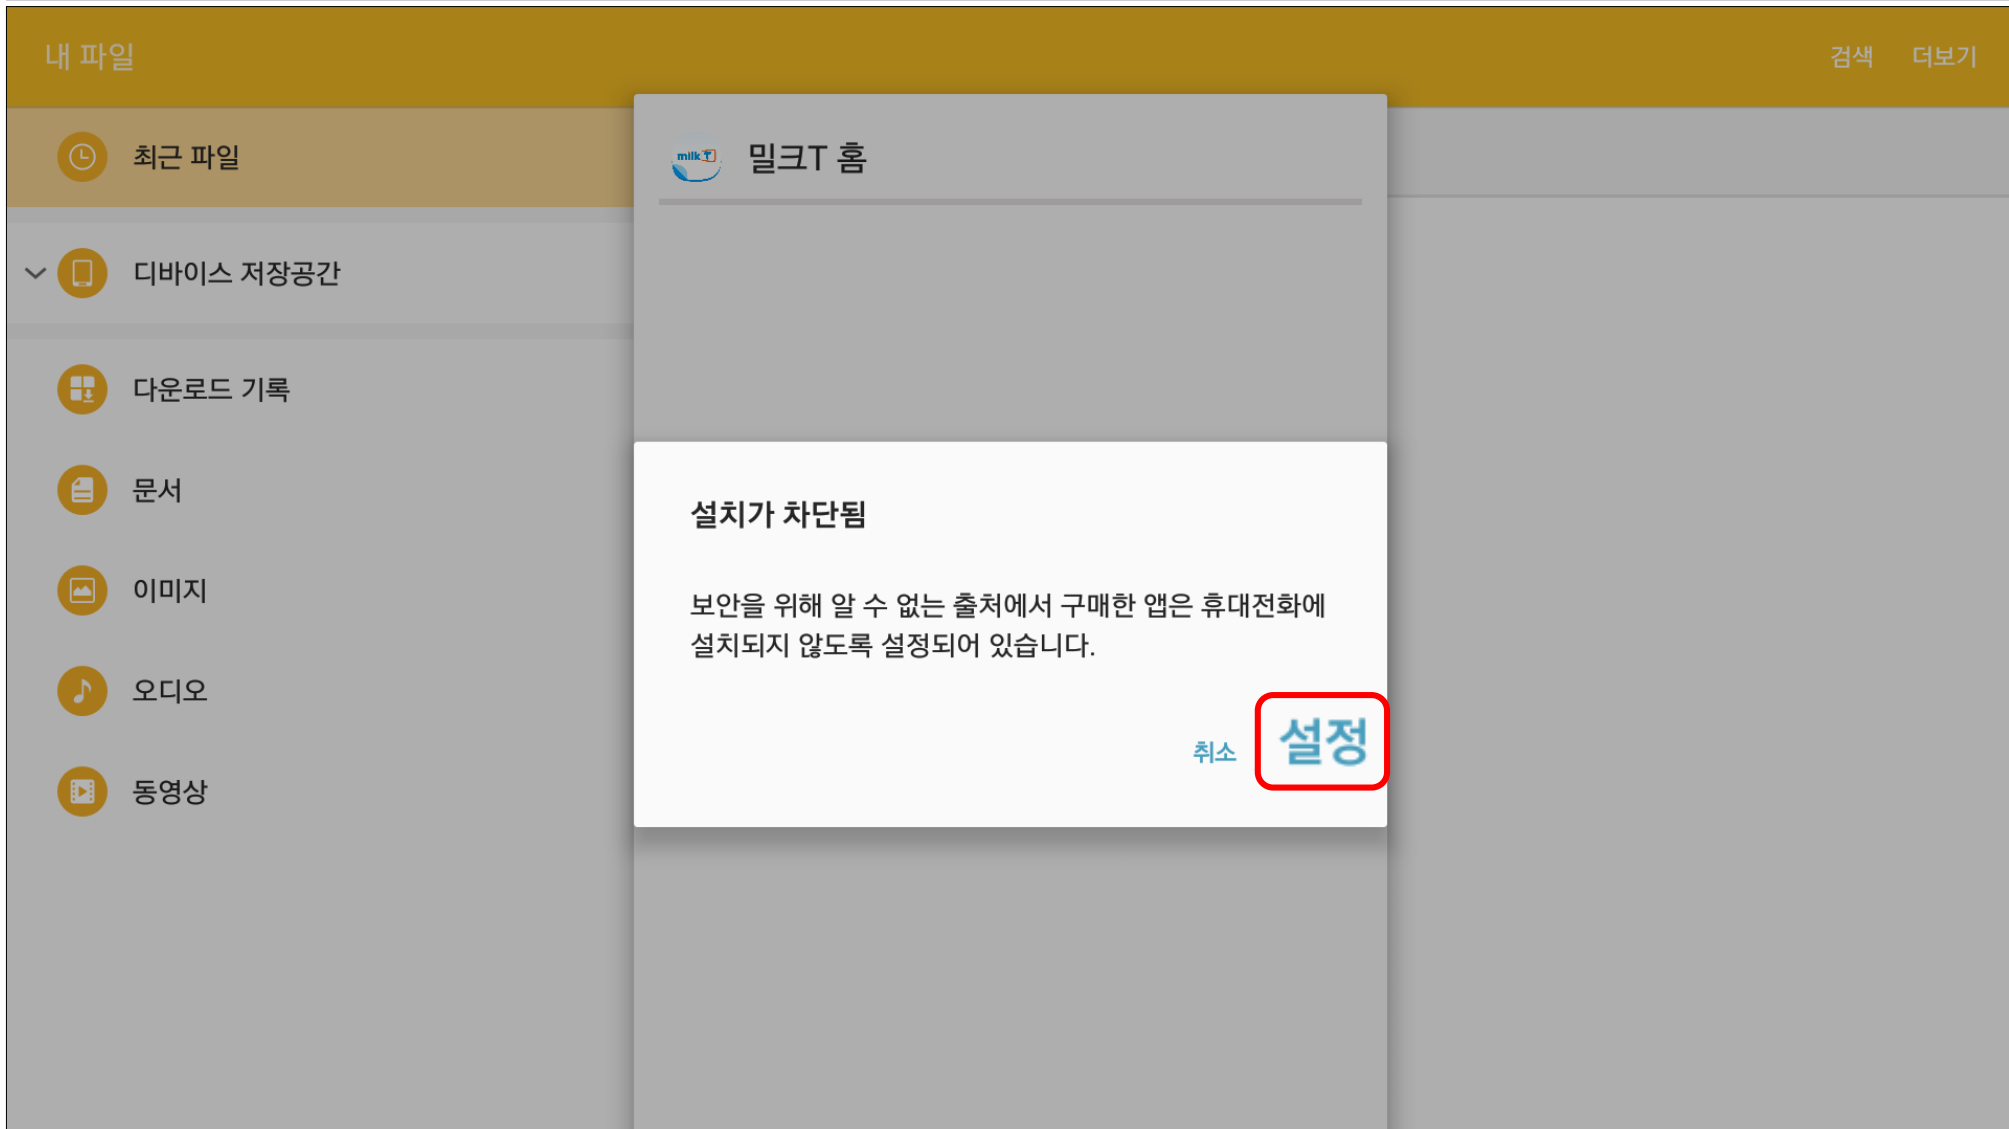 내 파일
검색 더보기
최근 파일
디바이스 저장공간
다운로드 기록
문서
이미지
오디오
동영상
milk T 밀크T 홈
설치가 차단됨
보안을 위해 알 수 없는 출처에서 구매한 앱은 휴대전화에
설치되지 않도록 설정되어 있습니다.
취소 설정